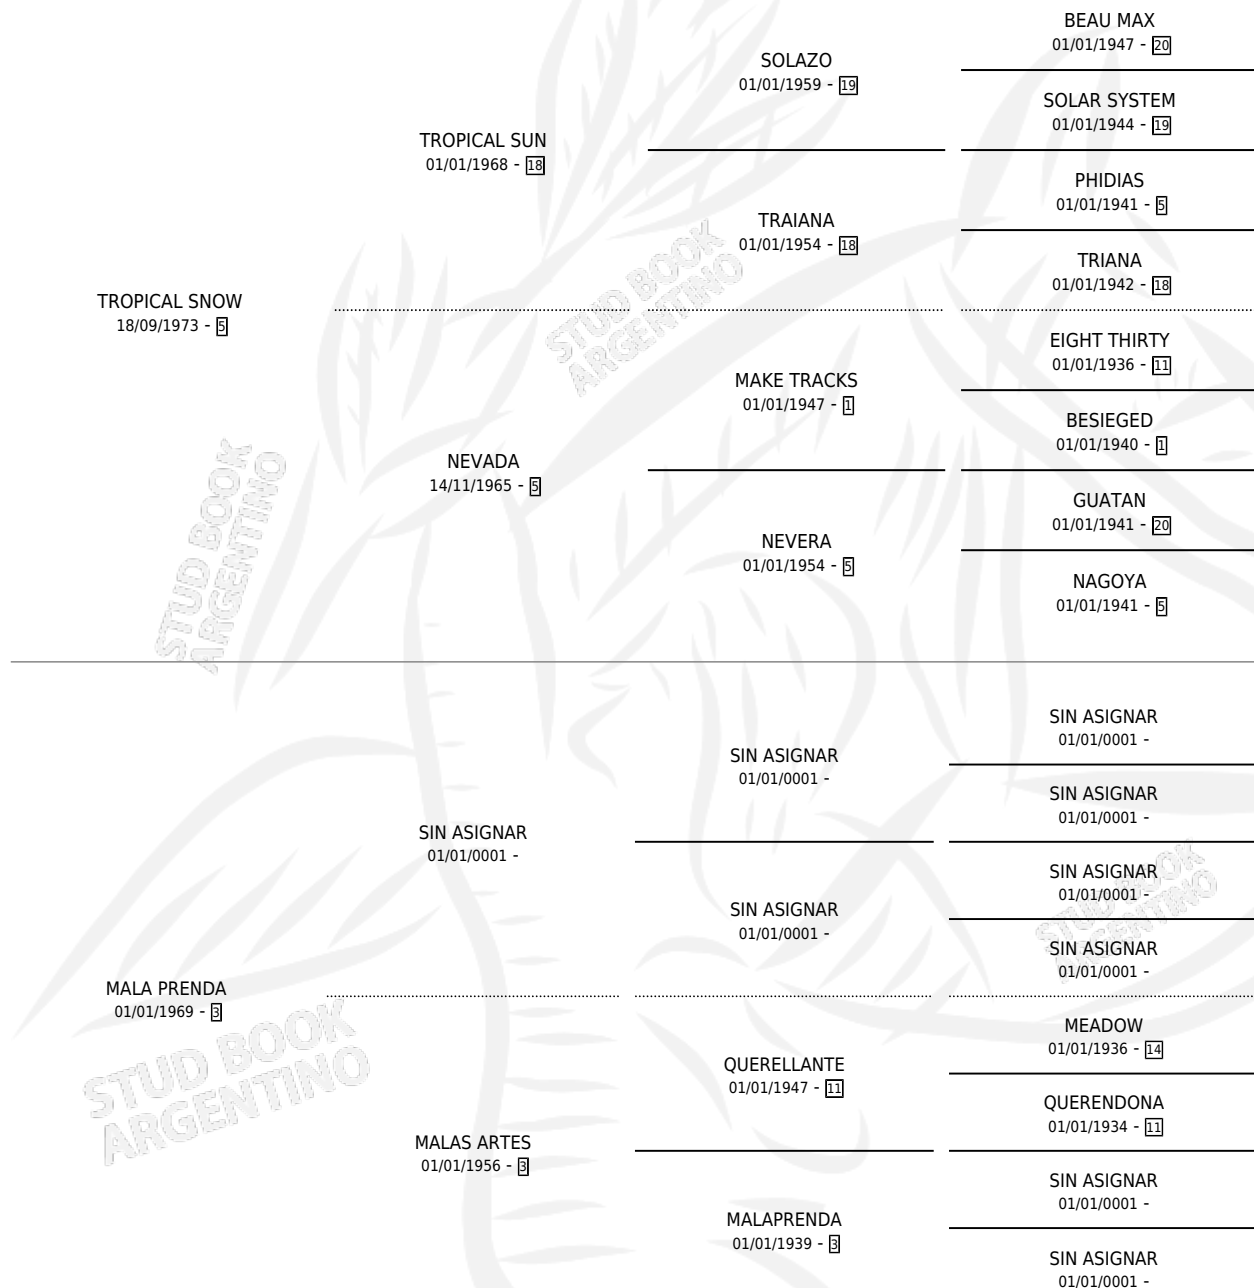 BEAU MAX
01/01/1947 - 20
SOLAZO
01/01/1959 - 19
SOLAR SYSTEM
01/01/1944 - 19
TROPICAL SUN
01/01/1968 - 18
PHIDIAS
01/01/1941 - 5
TRAIANA
01/01/1954 - 18
TRIANA
01/01/1942 - 18
TROPICAL SNOW
18/09/1973 - 5
EIGHT THIRTY
01/01/1936 - 11
MAKE TRACKS
01/01/1947 - 1
BESIEGED
01/01/1940 - 1
NEVADA
14/11/1965 - 5
GUATAN
01/01/1941 - 20
NEVERA
01/01/1954 - 5
NAGOYA
01/01/1941 - 5
STUD BOOK
ARGENTINO
STUD BOOK
ARGENTINO
SIN ASIGNAR
01/01/0001 -
SIN ASIGNAR
01/01/0001 -
SIN ASIGNAR
01/01/0001 -
SIN ASIGNAR
01/01/0001 -
SIN ASIGNAR
01/01/0001 -
SIN ASIGNAR
01/01/0001 -
SIN ASIGNAR
01/01/0001 -
STUD BOOK
ARGENTINO
MALA PRENDA
01/01/1969 - 3
MEADOW
01/01/1936 - 14
QUERELLANTE
01/01/1947 - 11
QUERENDONA
01/01/1934 - 11
MALAS ARTES
01/01/1956 - 3
SIN ASIGNAR
01/01/0001 -
MALAPRENDA
01/01/1939 - 3
SIN ASIGNAR
01/01/0001 -
STUD BOOK
ARGENTINO